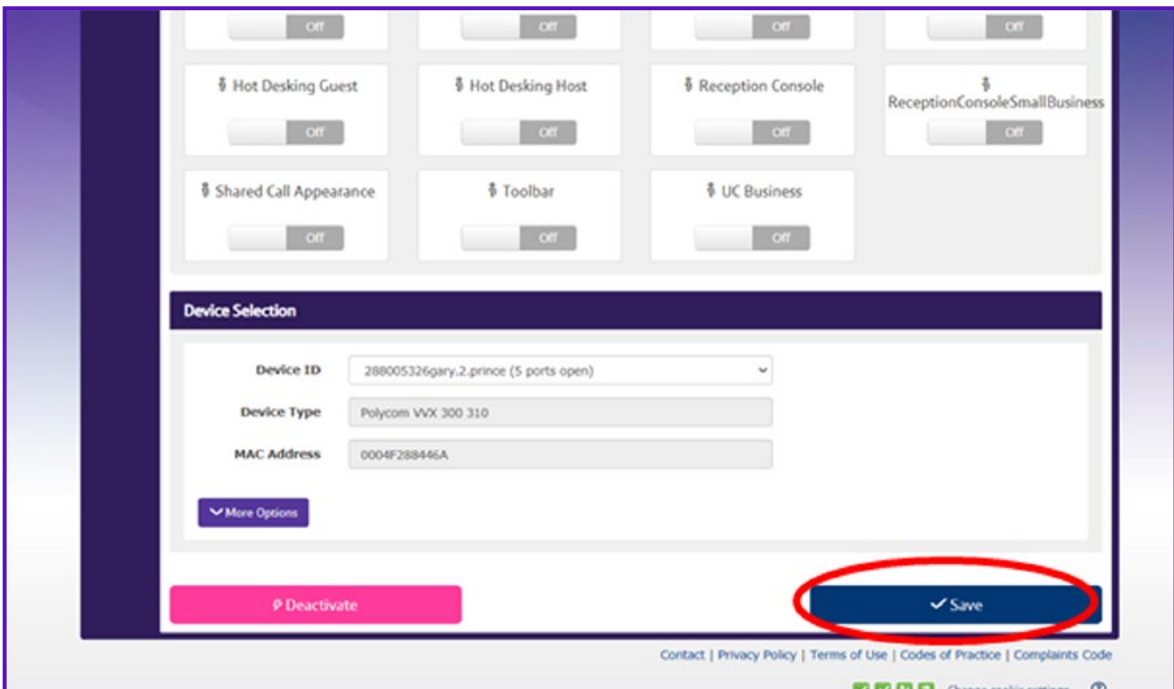 Off Off Off Off
Hot Desking Guest Hot Desking Host Reception Console
ReceptionConsoleSmallBusiness
Off Off Off Off
Shared Call Appearance Toolbar UC Business
Off Off Off
Device Selection
Device ID 288005326gary.2.prince (5 ports open)
Device Type Polycom VVX 300 310
MAC Address 0004F288446A
More Options
Deactivate Save
Contact | Privacy Policy | Terms of Use | Codes of Practice | Complaints Code
Change cookie settings